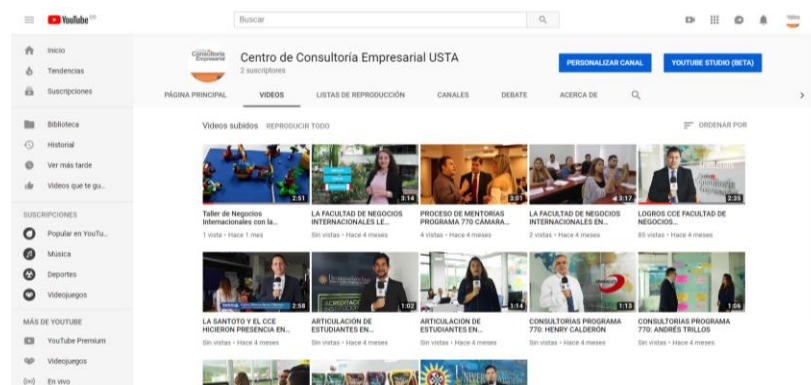 YouTube CO
Buscar
Inicio
Tendencias
Suscripciones
Biblioteca
Historial
Ver más tarde
Videos que te gu...
SUSCRIPCIONES
Popular en YouTu...
Música
Deportes
Videojuegos
MÁS DE YOUTUBE
YouTube Premium
Videojuegos
En vivo
Consultoría
Empresarial
Centro de Consultoría Empresarial USTA
2 suscriptores
PERSONALIZAR CANAL
YOUTUBE STUDIO (BETA)
PÁGINA PRINCIPAL VIDEOS LISTAS DE REPRODUCCIÓN CANALES DEBATE ACERCA DE
Videos subidos REPRODUCIR TODO
ORDENAR POR
2:51
Taller de Negocios
Internacionales con la...
1 vista • Hace 1 mes
3:14
LA FACULTAD DE NEGOCIOS
INTERNACIONALES LE...
Sin vistas • Hace 4 meses
3:01
PROCESO DE MENTORÍAS
PROGRAMA 770 CÁMARA...
4 vistas • Hace 4 meses
3:17
LA FACULTAD DE NEGOCIOS
INTERNACIONALES EN...
2 vistas • Hace 4 meses
2:35
LOGROS CCE FACULTAD DE
NEGOCIOS...
85 vistas • Hace 4 meses
2:58
LA SANTOTO Y EL CCE
HICIERON PRESENCIA EN...
Sin vistas • Hace 4 meses
1:02
ARTICULACIÓN DE
ESTUDIANTES EN...
Sin vistas • Hace 4 meses
1:14
ARTICULACIÓN DE
ESTUDIANTES EN...
Sin vistas • Hace 4 meses
1:13
CONSULTORIAS PROGRAMA
770: HENRY CALDERÓN
Sin vistas • Hace 4 meses
1:06
CONSULTORIAS PROGRAMA
770: ANDRÉS TRILLOS
Sin vistas • Hace 4 meses